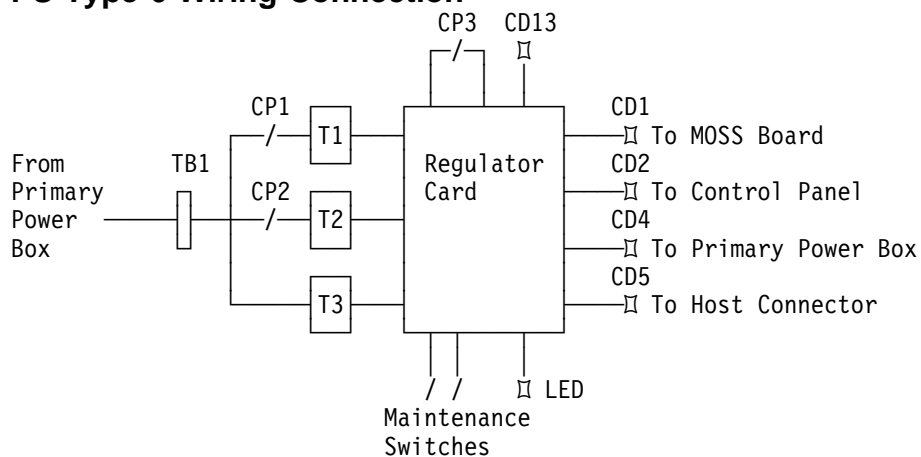 CP3 CD13
CP1
T1
CD1
To MOSS Board
From
Primary
Power
Box
TB1
Regulator
Card
CD2
To Control Panel
CP2
T2
CD4
To Primary Power Box
CD5
T3
To Host Connector
LED
Maintenance
Switches